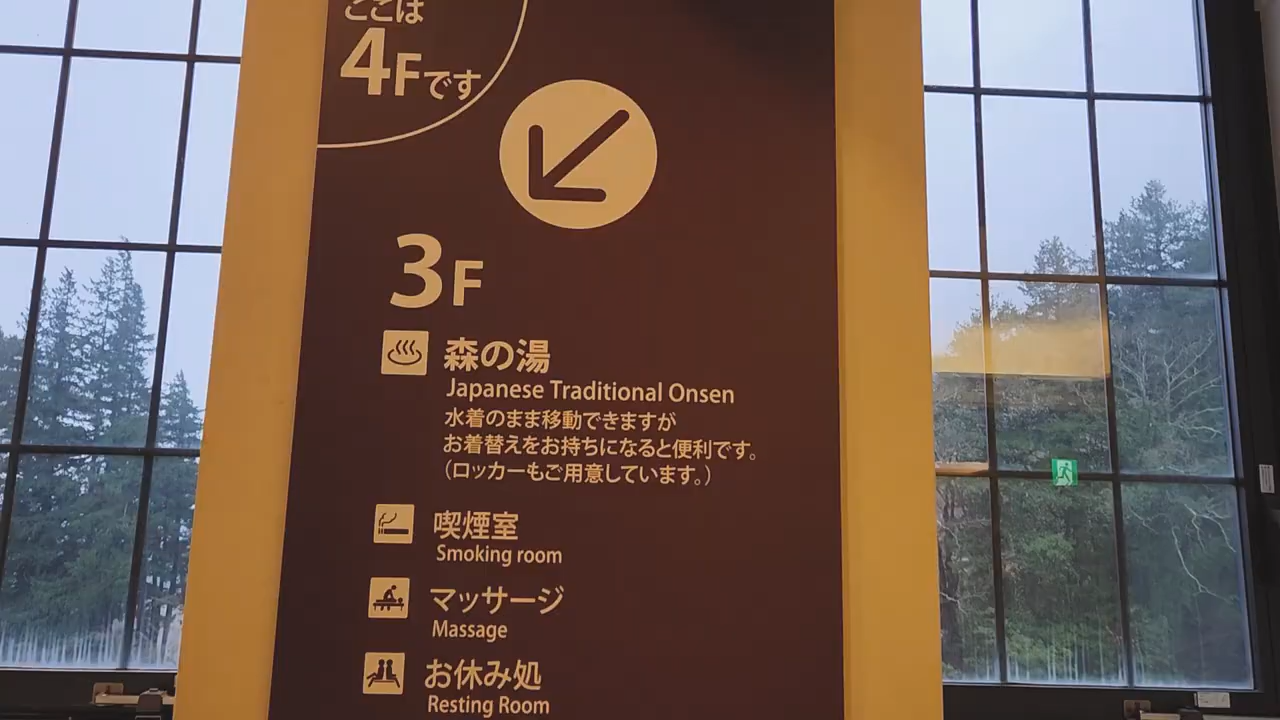 ここは
4Fです
3F
森の湯
Japanese Traditional Onsen
水着のまま移動できますが
お着替えをお持ちになると便利です。
（ロッカーもご用意しています。）
喫煙室
Smoking room
マッサージ
Massage
お休み処
Resting Room